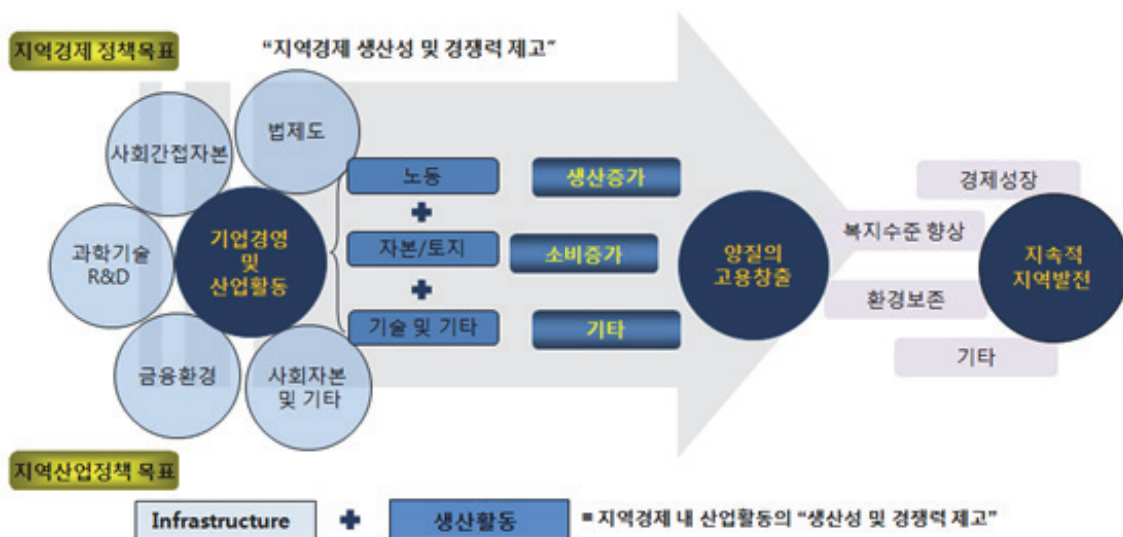 지역경제 정책목표
“지역경제 생산성 및 경쟁력 제고”
법제도
사회간접자본
과학기술
R&D
금융환경
사회자본
및 기타
기업경영
및
산업활동
노동
자본/토지
기술 및 기타
생산증가
소비증가
기타
양질의
고용창출
경제성장
복지수준 향상
환경보존
기타
지속적
지역발전
지역산업정책 목표
Infrastructure + 생산활동 = 지역경제 내 산업활동의 “생산성 및 경쟁력 제고”